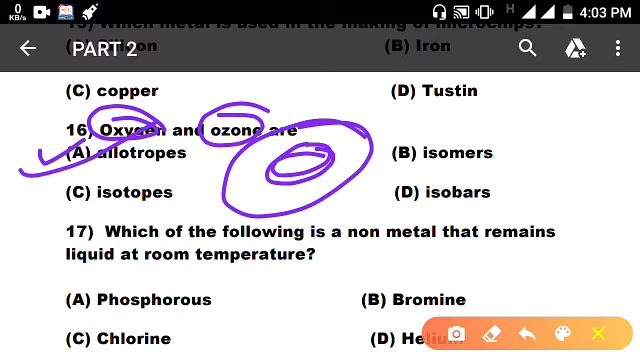 0 KB/s H 4:03 PM
PART 2
(B) Iron
(C) copper (D) Tustin
16) Oxygen and ozone are
(A) allotropes (B) isomers
(C) isotopes (D) isobars
17) Which of the following is a non metal that remains
liquid at room temperature?
(A) Phosphorous (B) Bromine
(C) Chlorine (D) Helium